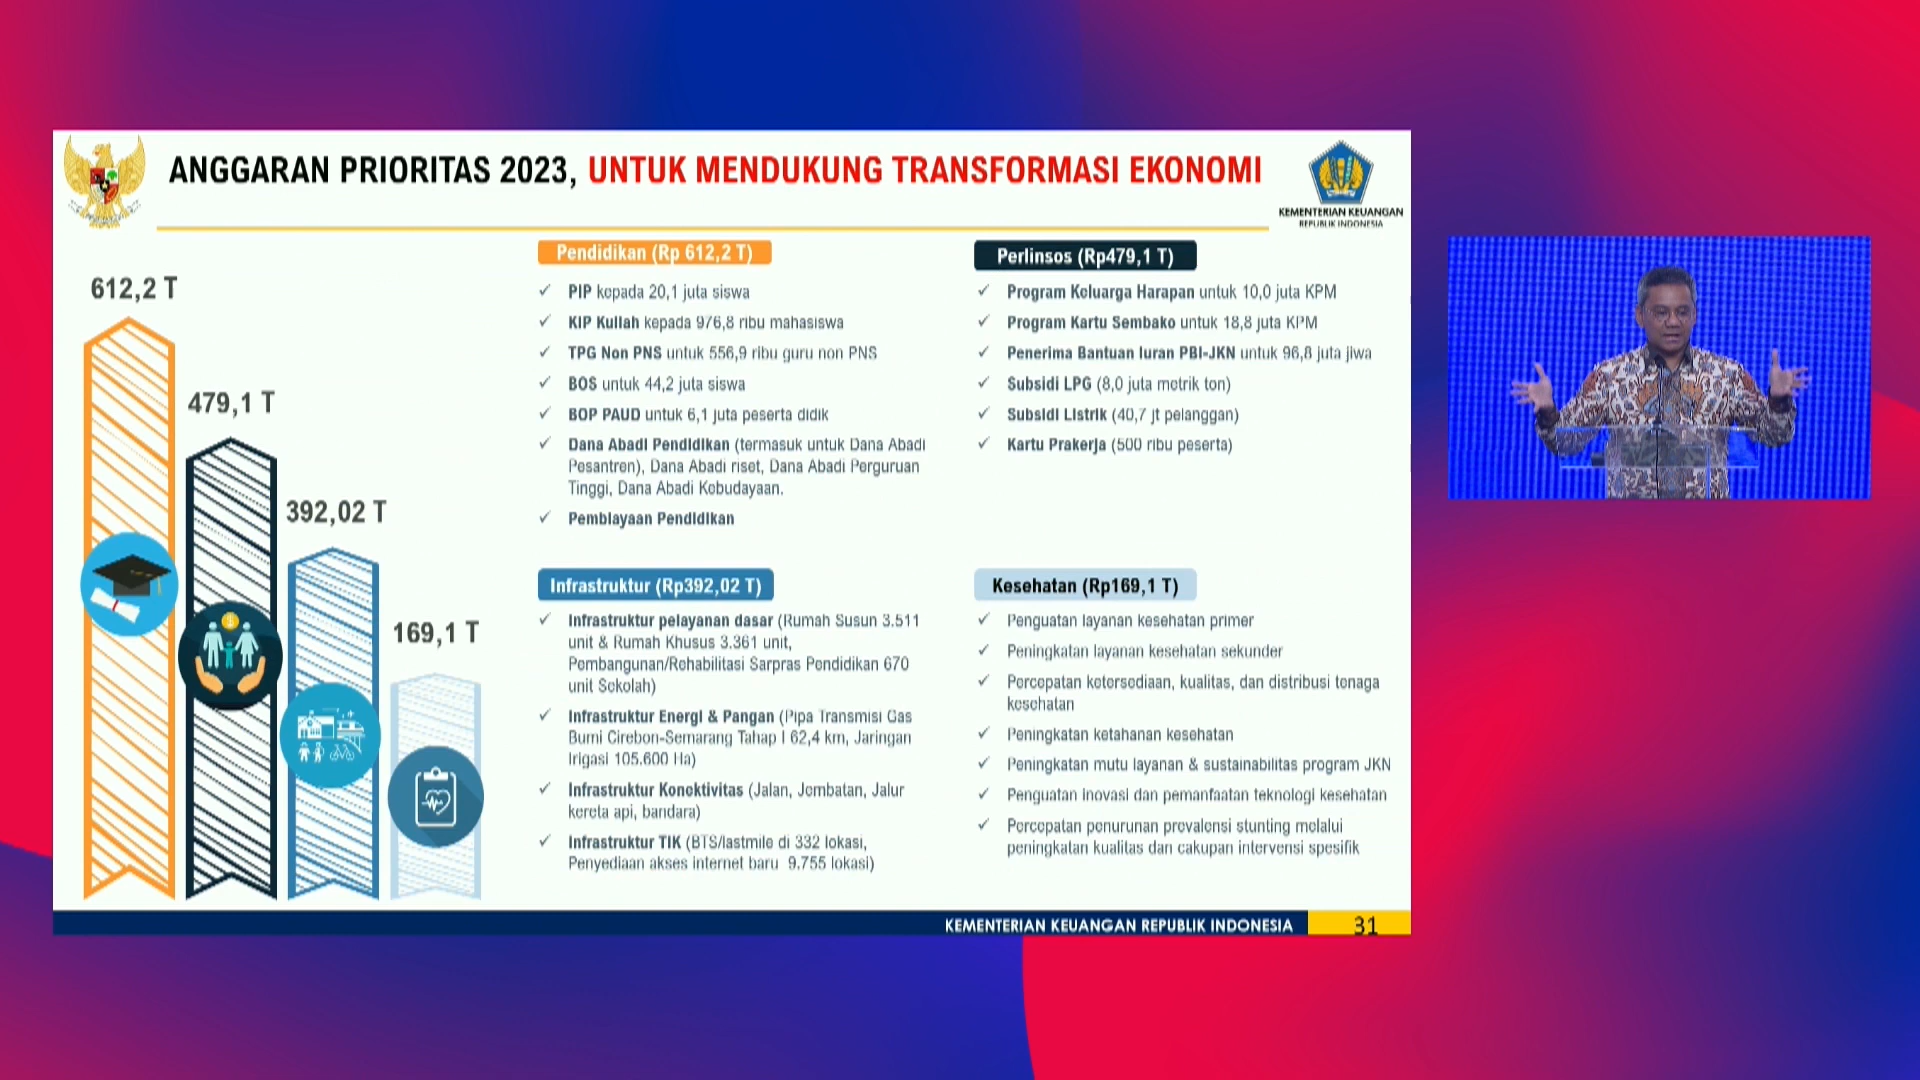 ANGGARAN PRIORITAS 2023, UNTUK MENDUKUNG TRANSFORMASI EKONOMI
KEMENTERIAN KEUANGAN
REPUBLIK INDONESIA
612,2 T
479,1 T
392,02 T
169,1 T
Pendidikan (Rp 612,2 T)
PIP kepada 20,1 juta siswa
KIP Kuliah kepada 976,8 ribu mahasiswa
TPG Non PNS untuk 556,9 ribu guru non PNS
BOS untuk 44,2 juta siswa
BOP PAUD untuk 6,1 juta peserta didik
Dana Abadi Pendidikan (termasuk untuk Dana Abadi
Pesantren), Dana Abadi riset, Dana Abadi Perguruan
Tinggi, Dana Abadi Kebudayaan.
Pembiayaan Pendidikan
Perlinsos (Rp479,1 T)
Program Keluarga Harapan untuk 10,0 juta KPM
Program Kartu Sembako untuk 18,8 juta KPM
Penerima Bantuan Iuran PBI-JKN untuk 96,8 juta jiwa
Subsidi LPG (8,0 juta metrik ton)
Subsidi Listrik (40,7 jt pelanggan)
Kartu Prakerja (500 ribu peserta)
Infrastruktur (Rp392,02 T)
Infrastruktur pelayanan dasar (Rumah Susun 3.511
unit & Rumah Khusus 3.361 unit,
Pembangunan/Rehabilitasi Sarpras Pendidikan 670
unit Sekolah)
Infrastruktur Energi & Pangan (Pipa Transmisi Gas
Bumi Cirebon-Semarang Tahap I 62,4 km, Jaringan
Irigasi 105.600 Ha)
Infrastruktur Konektivitas (Jalan, Jembatan, Jalur
kereta api, bandara)
Infrastruktur TIK (BTS/lastmile di 332 lokasi,
Penyediaan akses internet baru 9.755 lokasi)
Kesehatan (Rp169,1 T)
Penguatan layanan kesehatan primer
Peningkatan layanan kesehatan sekunder
Percepatan ketersediaan, kualitas, dan distribusi tenaga
kesehatan
Peningkatan ketahanan kesehatan
Peningkatan mutu layanan & sustainabilitas program JKN
Penguatan inovasi dan pemanfaatan teknologi kesehatan
Percepatan penurunan prevalensi stunting melalui
peningkatan kualitas dan cakupan intervensi spesifik
KEMENTERIAN KEUANGAN REPUBLIK INDONESIA
31